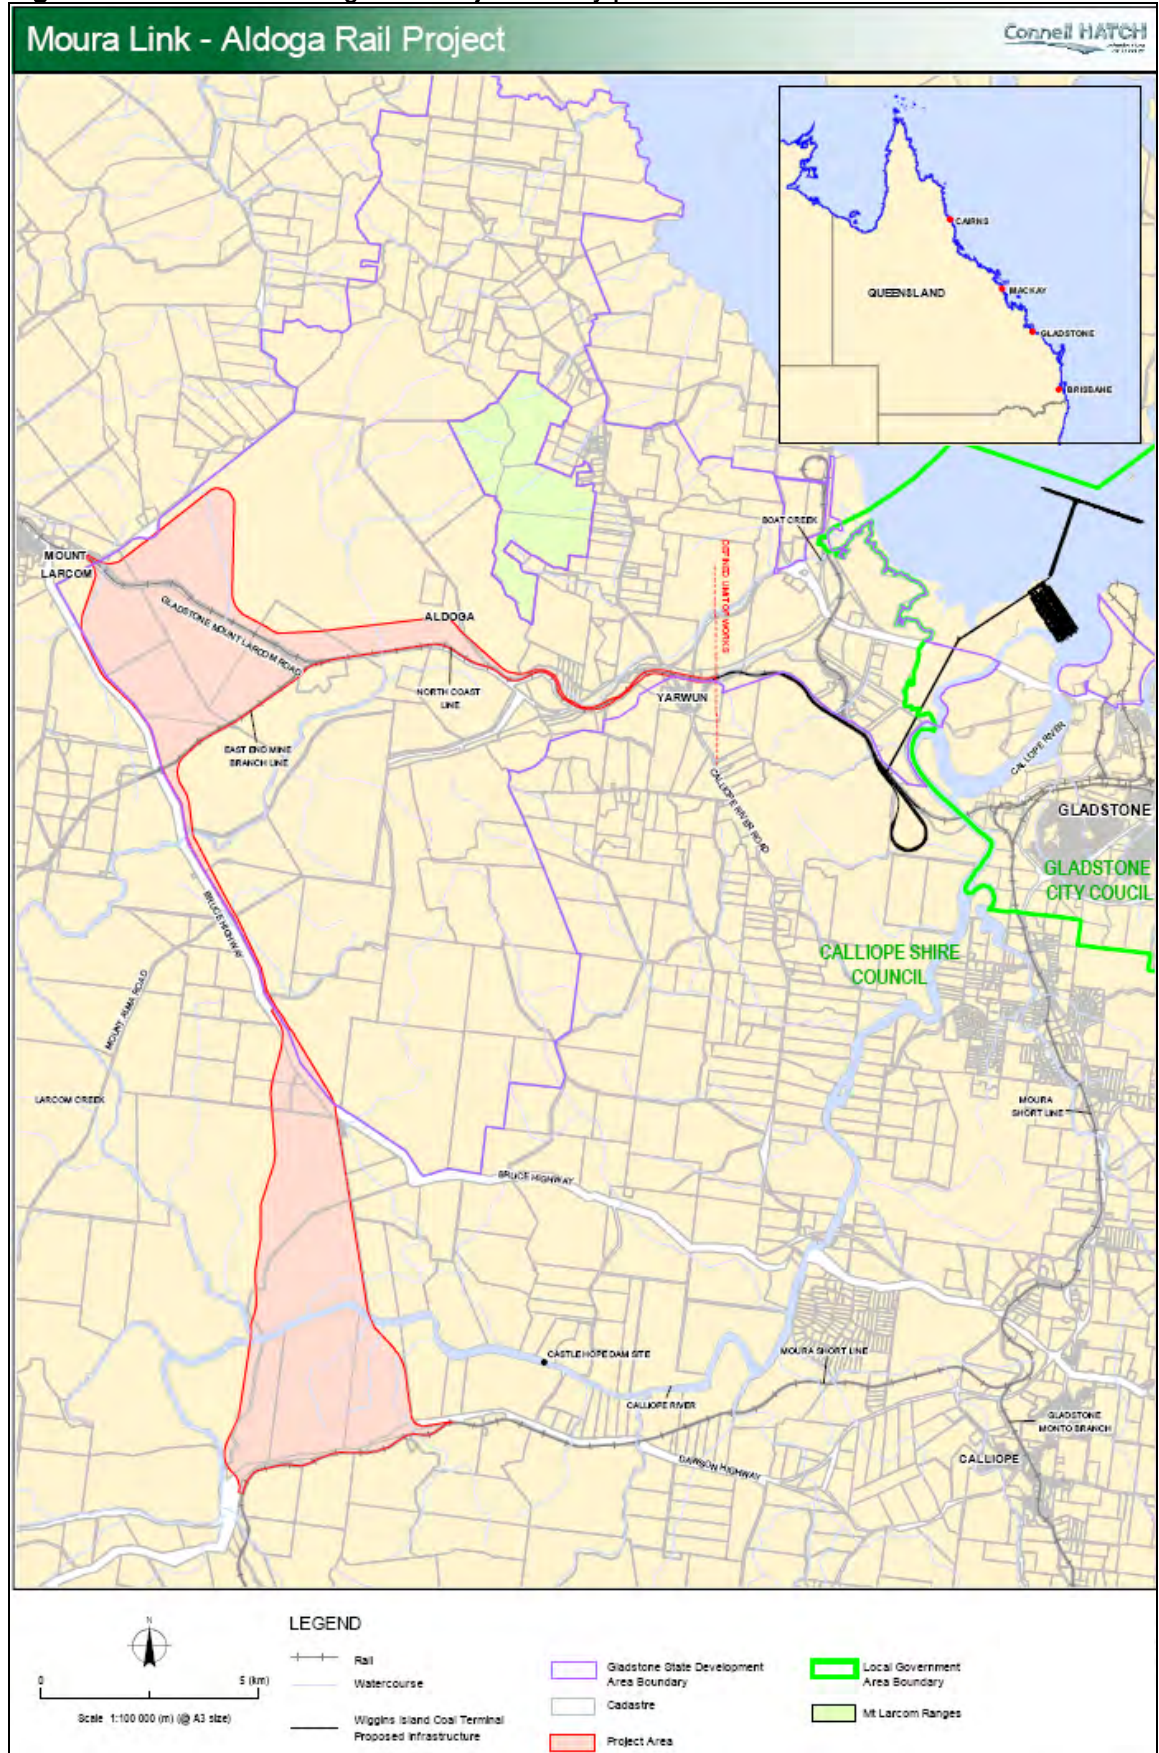 Moura Link - Aldoga Rail Project
Connell HATCH
CAIRNS
QUEENSLAND
MACKAY
GLADSTONE
BRISBANE
BOAT CREEK
MOUNT
LARCOM
DEFINED UNIT OF WORKS
GLADSTONE MOUNT LARCOM ROAD
ALDOGA
NORTH COAST
LINE
YARWUN
EAST END MINE
BRANCH LINE
CALLIOPE RIVER
CALLIOPE RIVER ROAD
GLADSTONE
GLADSTONE
CITY COUCIL
BRUCE HIGHWAY
CALLIOPE SHIRE
COUNCIL
MOUNT ALMA ROAD
LARCOM CREEK
MOURA
SHORT LINE
BRUCE HIGHWAY
CASTLE HOPE DAM SITE
MOURA SHORT LINE
CALLIOPE RIVER
GLADSTONE
MONTO BRANCH
DAWSON HIGHWAY
CALLIOPE
LEGEND
N
0 5 (km)
Scale 1:100 000 (m) (@ A3 size)
Rail
Watercourse
Wiggins Island Coal Terminal
Proposed Infrastructure
Gladstone State Development
Area Boundary
Cadastre
Project Area
Local Government
Area Boundary
Mt Larcom Ranges